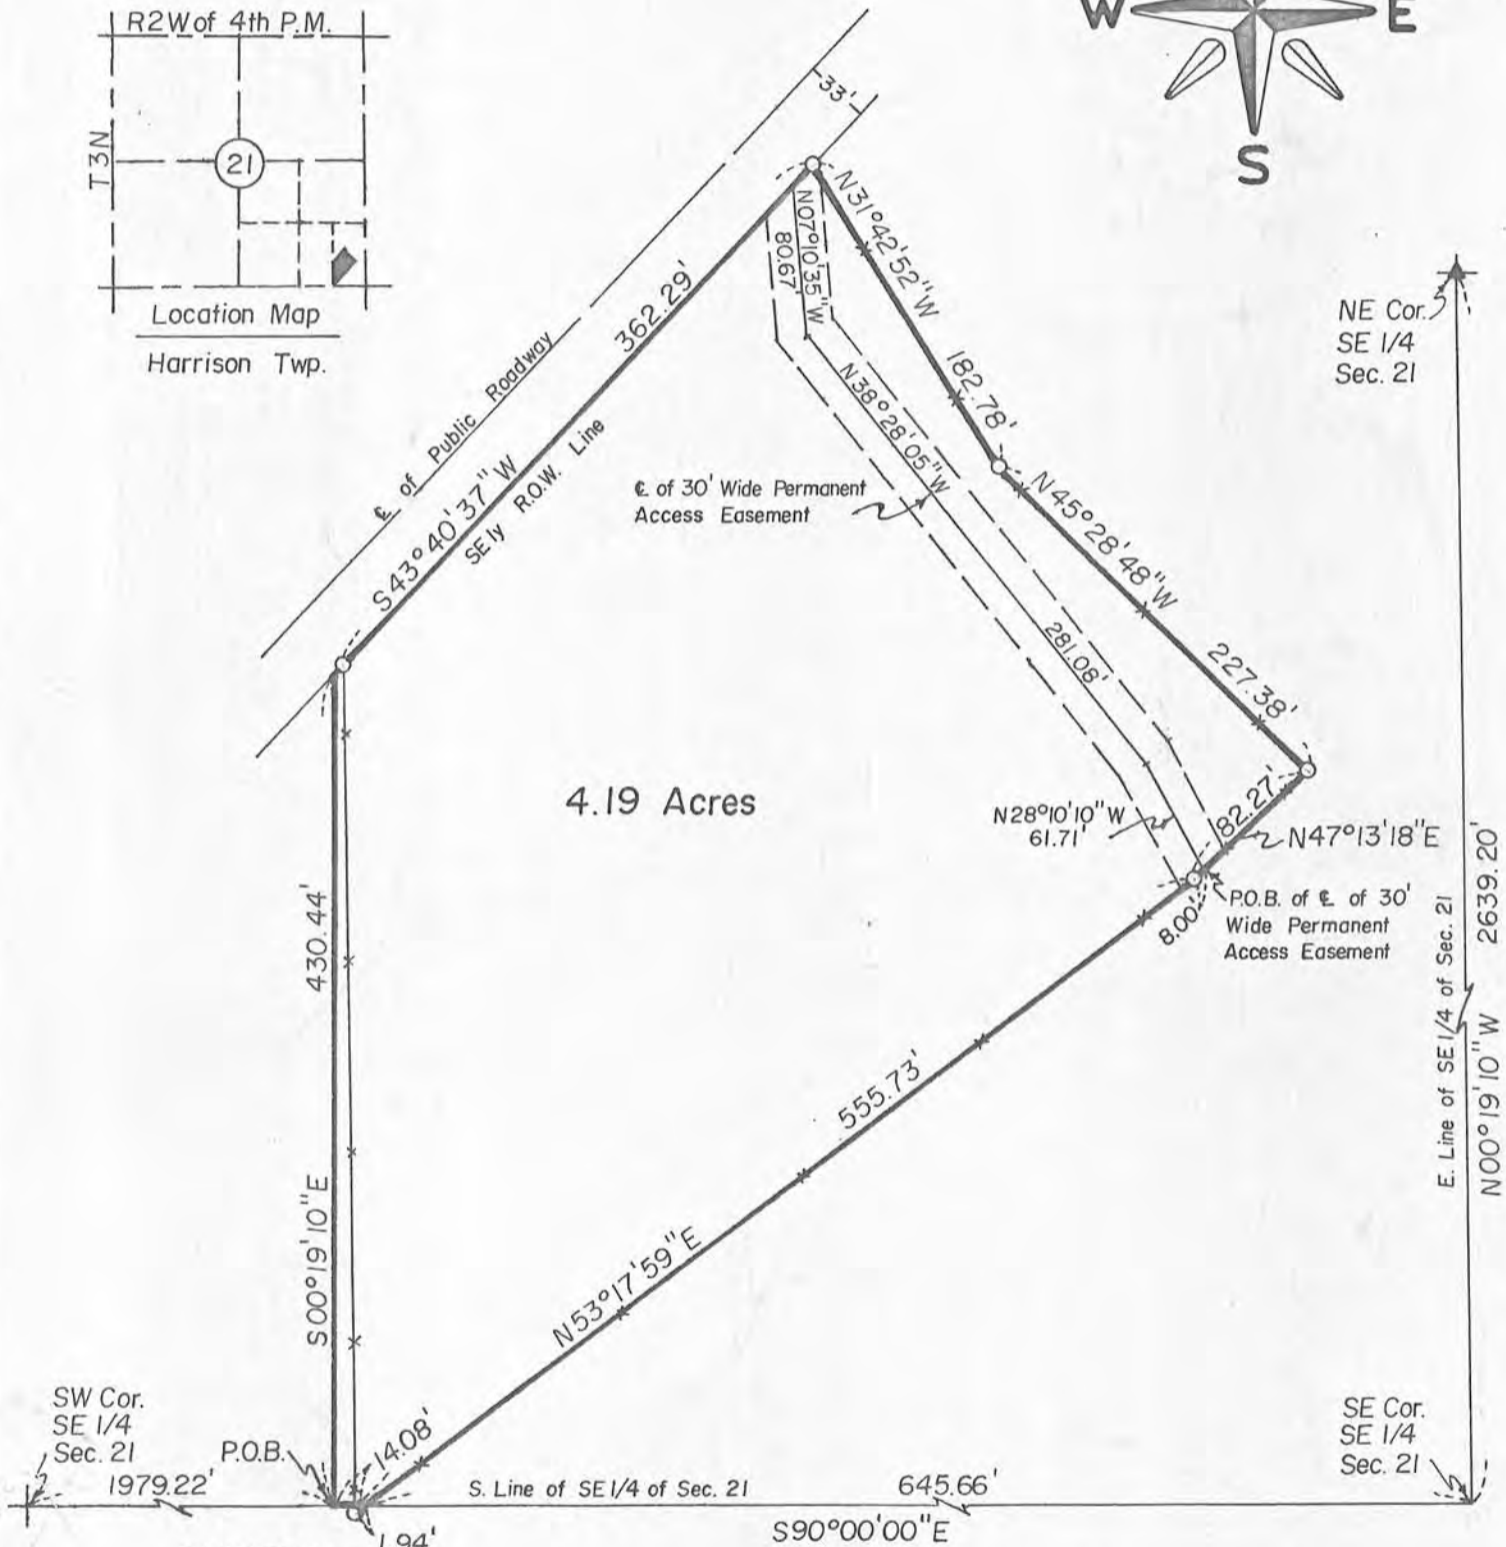 R2W of 4th P.M.
T3N
21
Location Map
Harrison Twp.
W
E
S
33'
N31°42'52"W
182.78'
N07°10'35"W
80.67'
362.29'
℄ of Public Roadway
S43°40'37"W
SEly R.O.W. Line
NE Cor.
SE 1/4
Sec. 21
N38°28'05"W
℄ of 30' Wide Permanent
Access Easement
N45°28'48"W
281.08'
227.38'
4.19 Acres
N28°10'10"W
61.71'
82.27'
N47°13'18"E
P.O.B. of ℄ of 30'
Wide Permanent
Access Easement
8.00'
430.44'
S00°19'10"E
555.73'
N53°17'59"E
E. Line of SE 1/4 of Sec. 21
N00°19'10"W 2639.20'
SW Cor.
SE 1/4
Sec. 21
1979.22'
P.O.B.
14.08'
S. Line of SE 1/4 of Sec. 21
645.66'
SE Cor.
SE 1/4
Sec. 21
S90°00'00"E